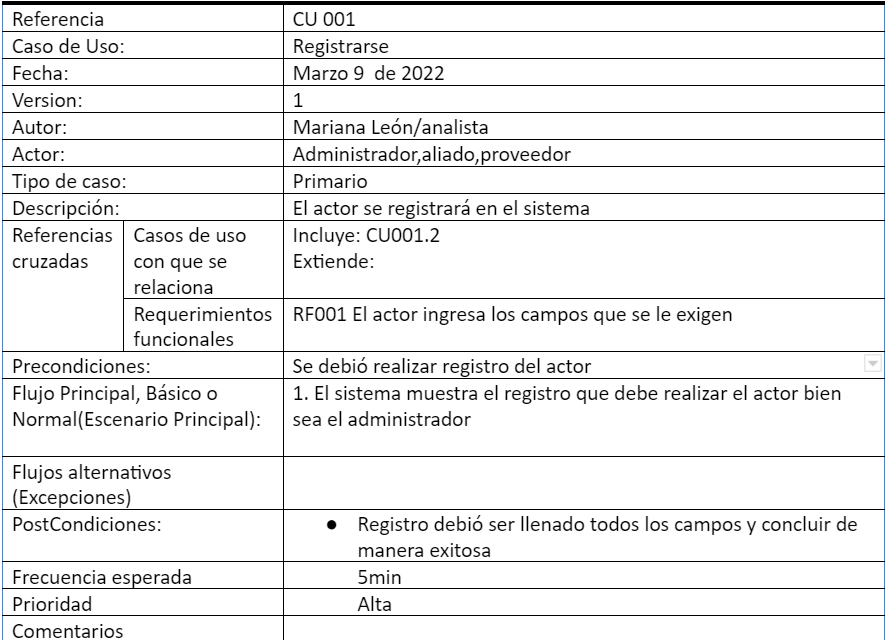 Referencia CU 001
Caso de Uso: Registrarse
Fecha: Marzo 9  de 2022
Version: 1
Autor: Mariana León/analista
Actor: Administrador,aliado,proveedor
Tipo de caso: Primario
Descripción: El actor se registrará en el sistema
Referencias cruzadas
Casos de uso
con que se
relaciona
Incluye: CU001.2
Extiende:
Requerimientos
funcionales
RF001 El actor ingresa los campos que se le exigen
Precondiciones: Se debió realizar registro del actor
Flujo Principal, Básico o
Normal(Escenario Principal):
1. El sistema muestra el registro que debe realizar el actor bien
sea el administrador
Flujos alternativos
(Excepciones)
PostCondiciones:
● Registro debió ser llenado todos los campos y concluir de
manera exitosa
Frecuencia esperada 5min
Prioridad Alta
Comentarios